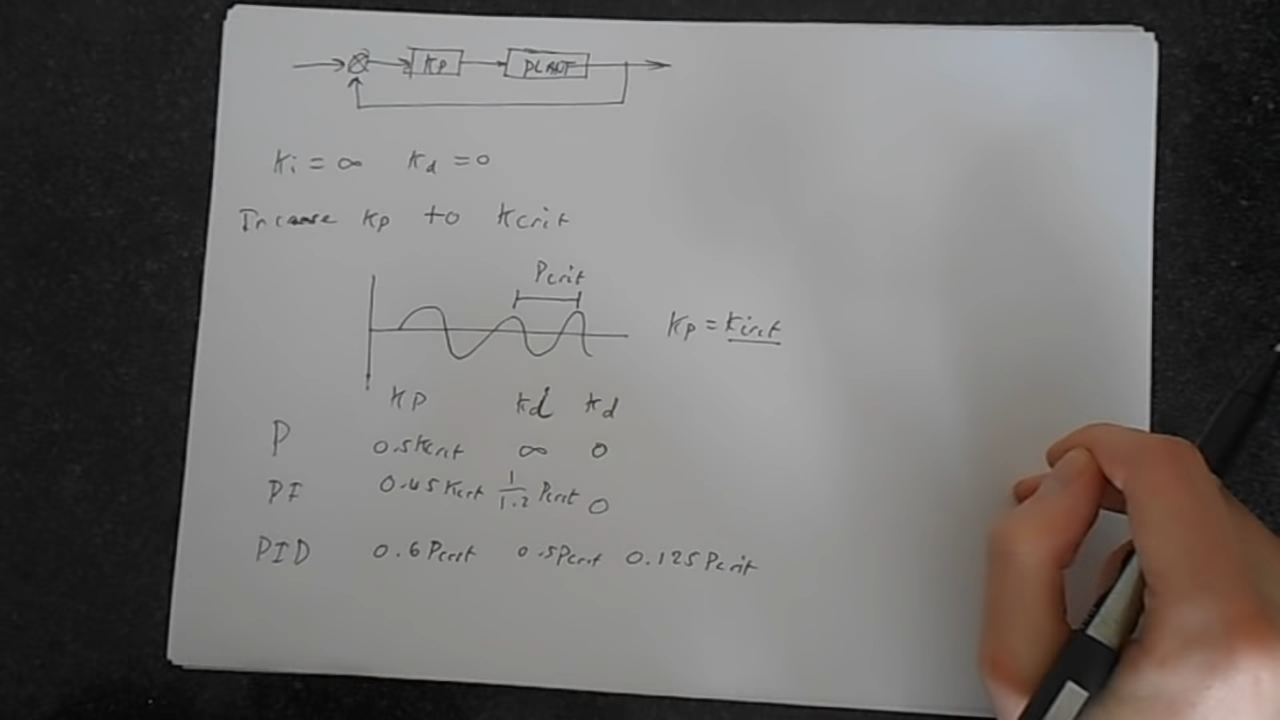 KP PLANT
Ki = ∞ Kd = 0
Increase Kp to Kcrit
Pcrit
Kp = Kcrit
KP Kd Kd
P 0.5Kcrit ∞ 0
PI 0.45Kcrit 1/1.2 Pcrit 0
PID 0.6Pcrit 0.5Pcrit 0.125Pcrit